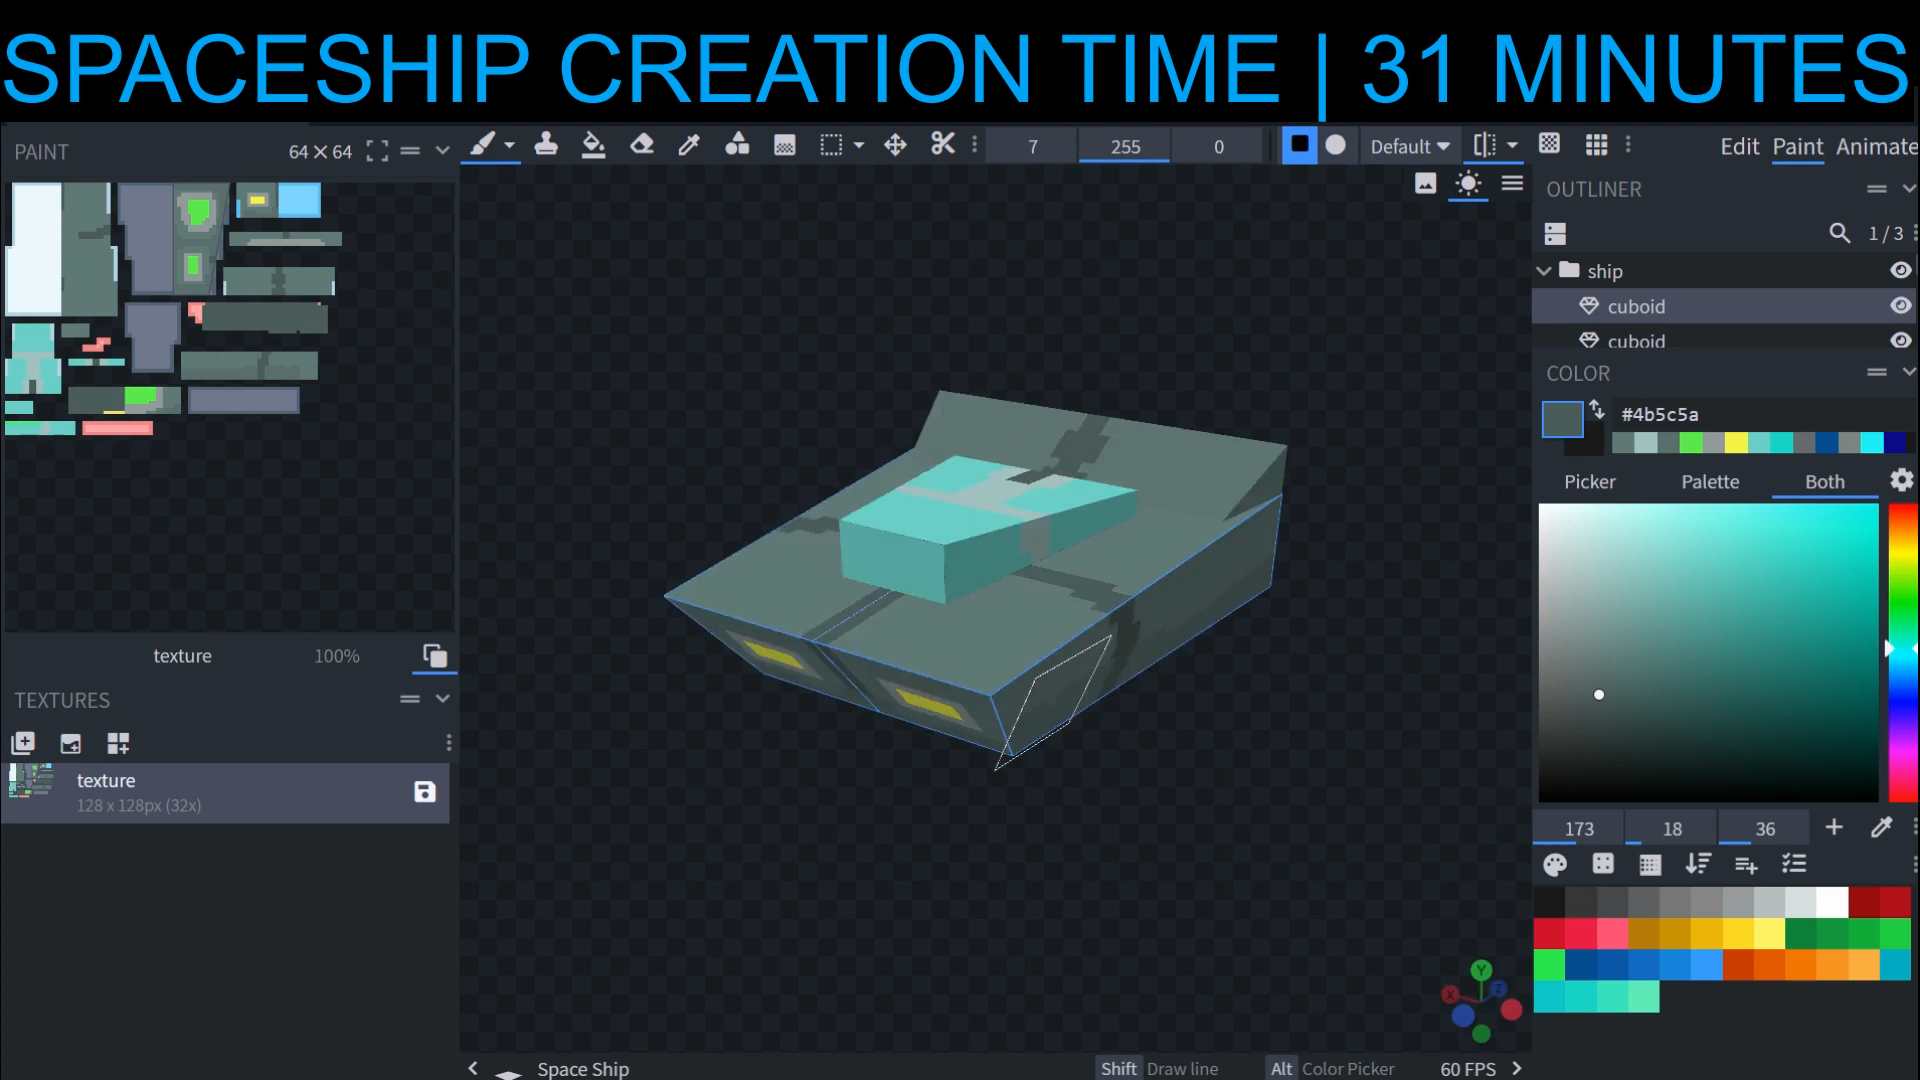 SPACESHIP CREATION TIME | 31 MINUTES
PAINT
64 × 64
7
255
0
Default
Edit
Paint
Animate
OUTLINER
1 / 3
ship
cuboid
cuboid
COLOR
#4b5c5a
Picker
Palette
Both
texture
100%
TEXTURES
texture
128 x 128px (32x)
173
18
36
Y
X
Z
Space Ship
Shift Draw line
Alt Color Picker
60 FPS